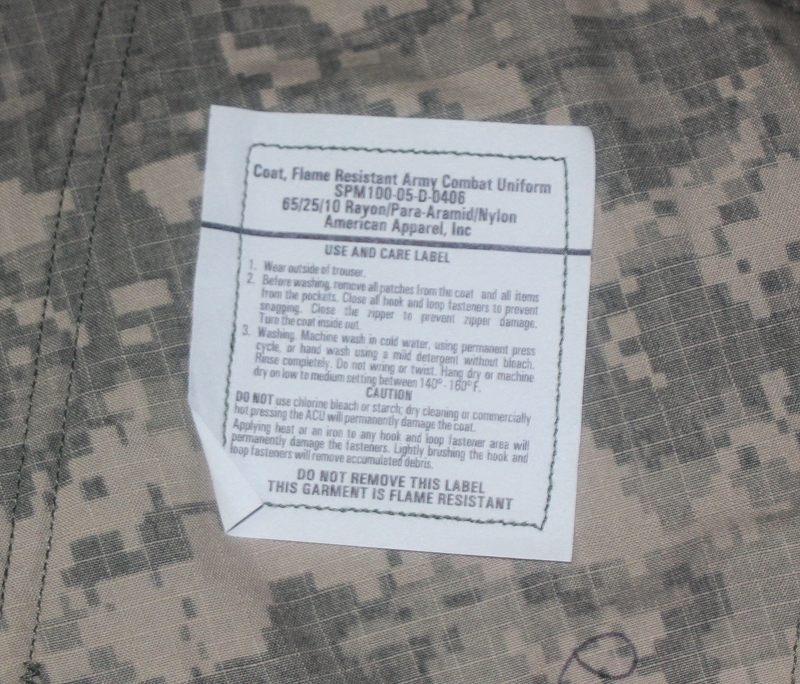 Coat, Flame Resistant Army Combat Uniform
SPM100-05-D-0406
65/25/10 Rayon/Para-Aramid/Nylon
American Apparel, Inc
USE AND CARE LABEL
1. Wear outside of trouser.
2. Before washing, remove all patches from the coat and all items
from the pockets. Close all hook and loop fasteners to prevent
snagging. Close the zipper to prevent zipper damage.
Turn the coat inside out.
3. Washing. Machine wash in cold water, using permanent press
cycle, or hand wash using a mild detergent without bleach.
Rinse completely. Do not wring or twist. Hang dry or machine
dry on low to medium setting between 140° - 160° F.
CAUTION
DO NOT use chlorine bleach or starch; dry cleaning or commercially
hot pressing the ACU will permanently damage the coat.
Applying heat or an iron to any hook and loop fastener area will
permanently damage the fasteners. Lightly brushing the hook and
loop fasteners will remove accumulated debris.
DO NOT REMOVE THIS LABEL
THIS GARMENT IS FLAME RESISTANT